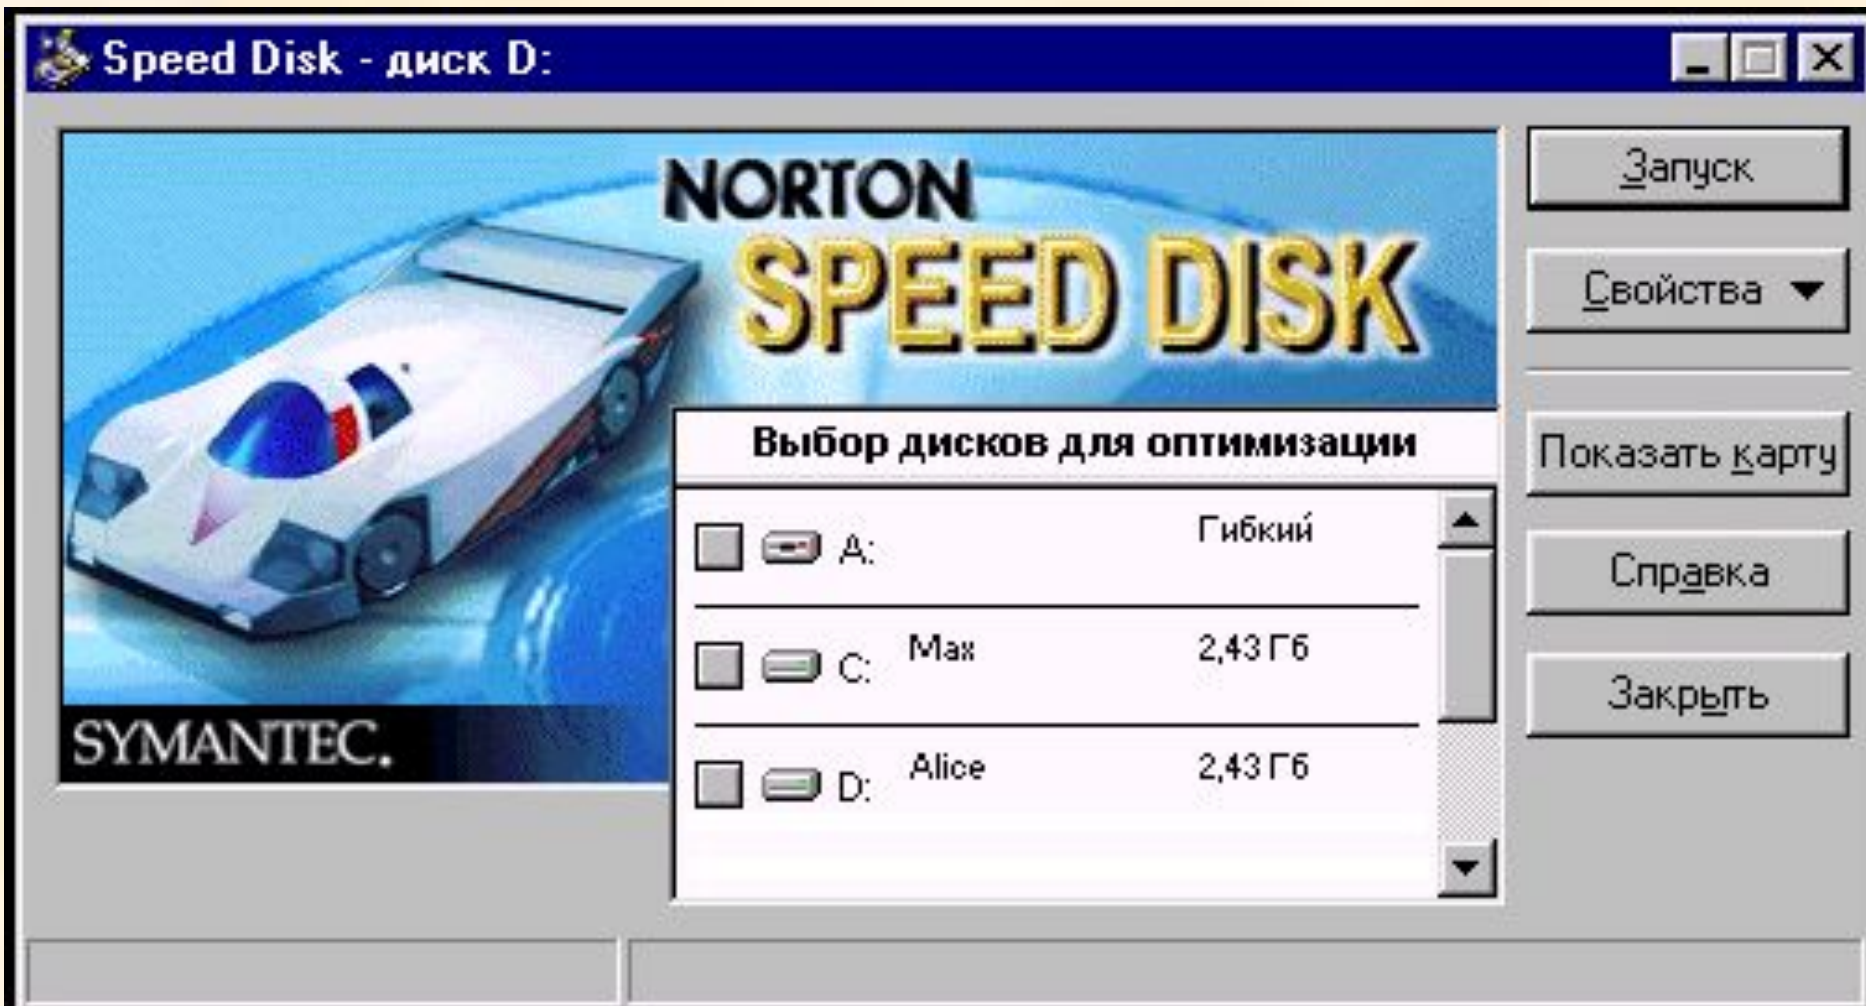 Speed Disk - диск D:
NORTON
SPEED DISK
SYMANTEC.
Выбор дисков для оптимизации
A: Гибкий
C: Max 2,43 Гб
D: Alice 2,43 Гб
Запуск
Свойства
Показать карту
Справка
Закрыть